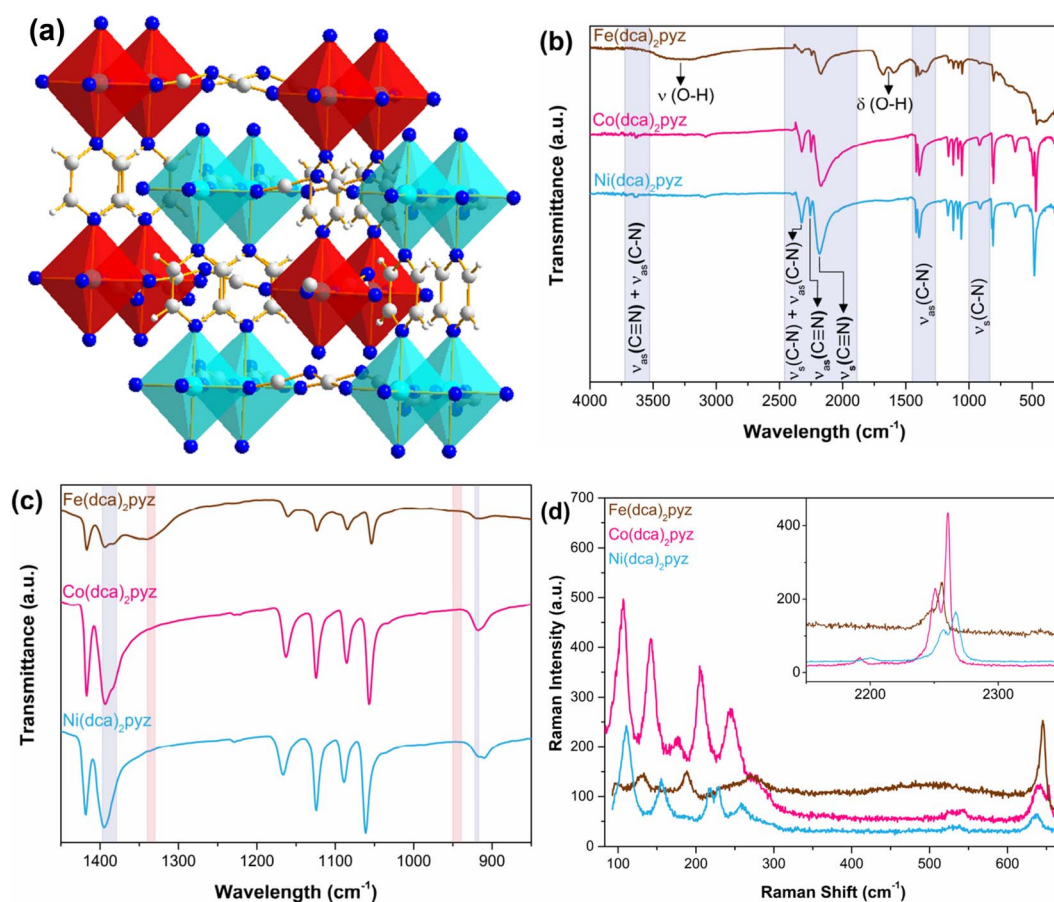 (a)
(b)
Fe(dca)₂pyz
ν (O-H)
δ (O-H)
Co(dca)₂pyz
Ni(dca)₂pyz
νas(C≡N) + νas(C-N)
νs(C-N) + νas(C-N)
νas(C≡N)
νs(C≡N)
νas(C-N)
νs(C-N)
Transmittance (a.u.)
4000 3500 3000 2500 2000 1500 1000 500
Wavelength (cm⁻¹)
(c)
Fe(dca)₂pyz
Co(dca)₂pyz
Ni(dca)₂pyz
Transmittance (a.u.)
1400 1300 1200 1100 1000 900
Wavelength (cm⁻¹)
(d)
Fe(dca)₂pyz
Co(dca)₂pyz
Ni(dca)₂pyz
700
600
500
400
300
200
100
0
Raman Intensity (a.u.)
400
200
0
2200 2300
100 200 300 400 500 600
Raman Shift (cm⁻¹)